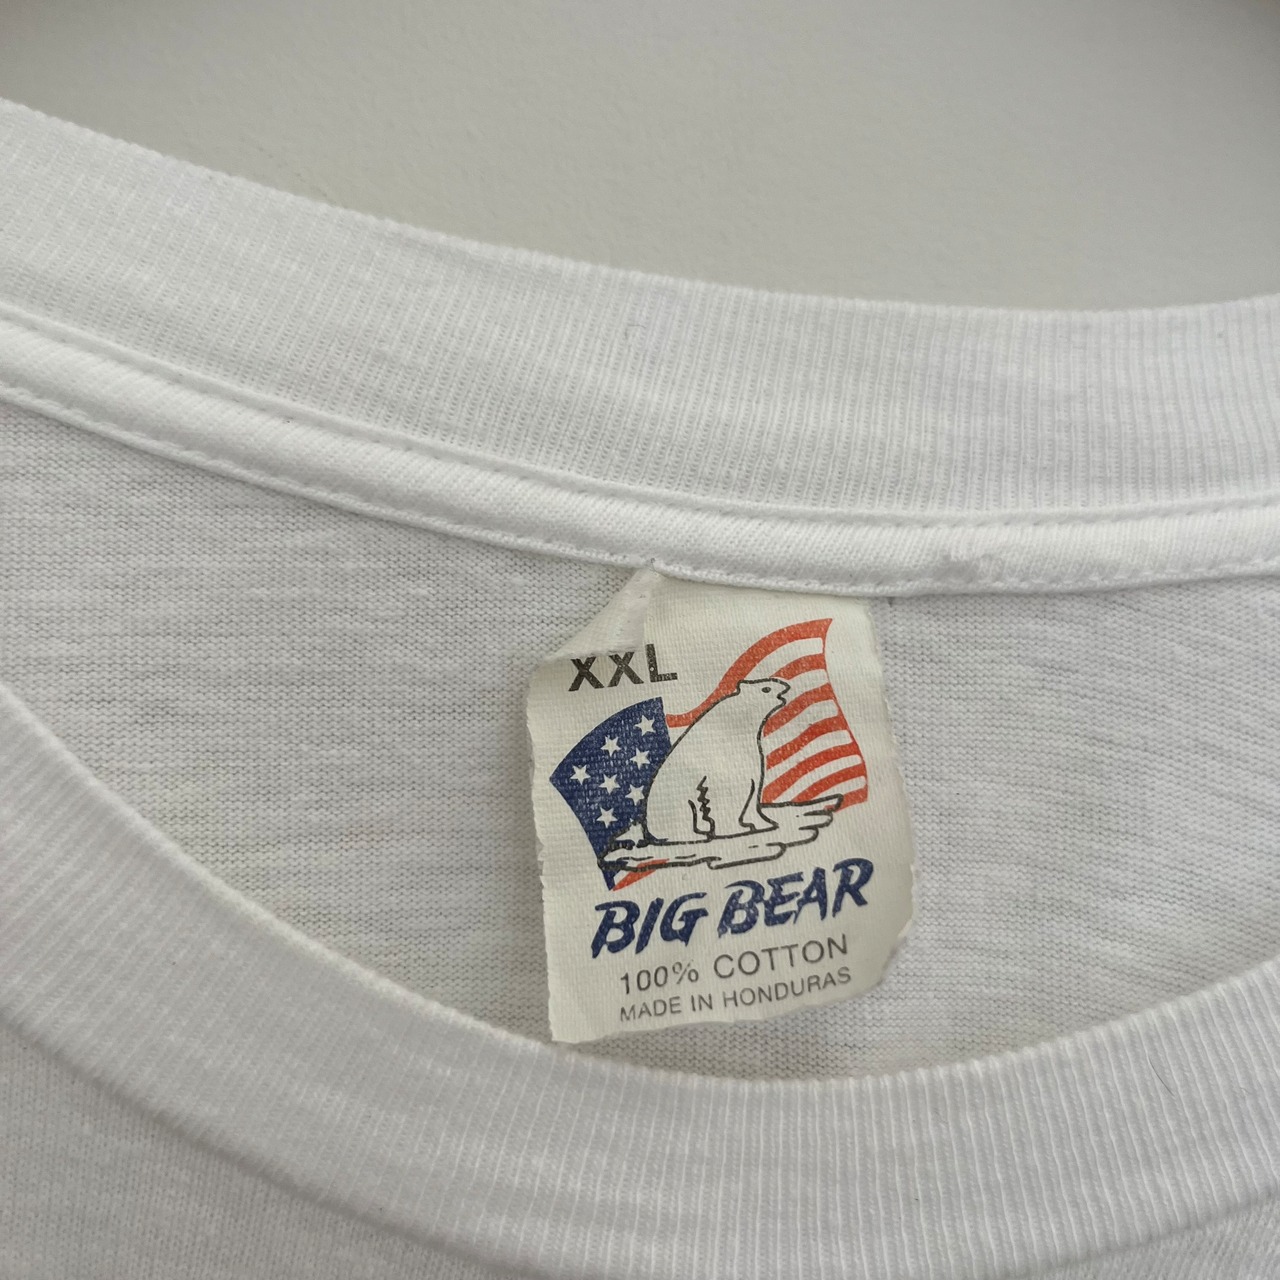 XXL
BIG BEAR
100% COTTON
MADE IN HONDURAS